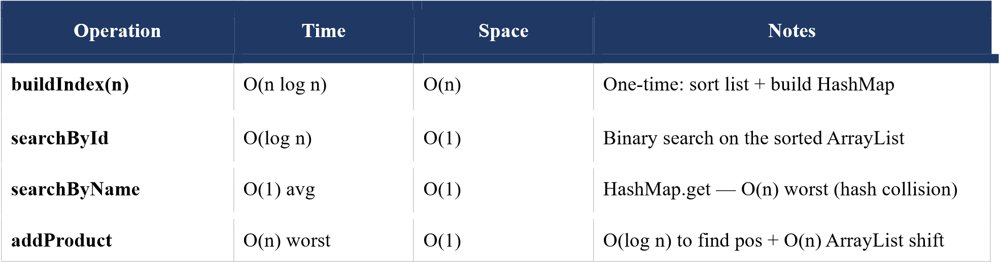 Operation Time Space Notes
buildIndex(n) O(n log n) O(n) One-time: sort list + build HashMap
searchById O(log n) O(1) Binary search on the sorted ArrayList
searchByName O(1) avg O(1) HashMap.get — O(n) worst (hash collision)
addProduct O(n) worst O(1) O(log n) to find pos + O(n) ArrayList shift